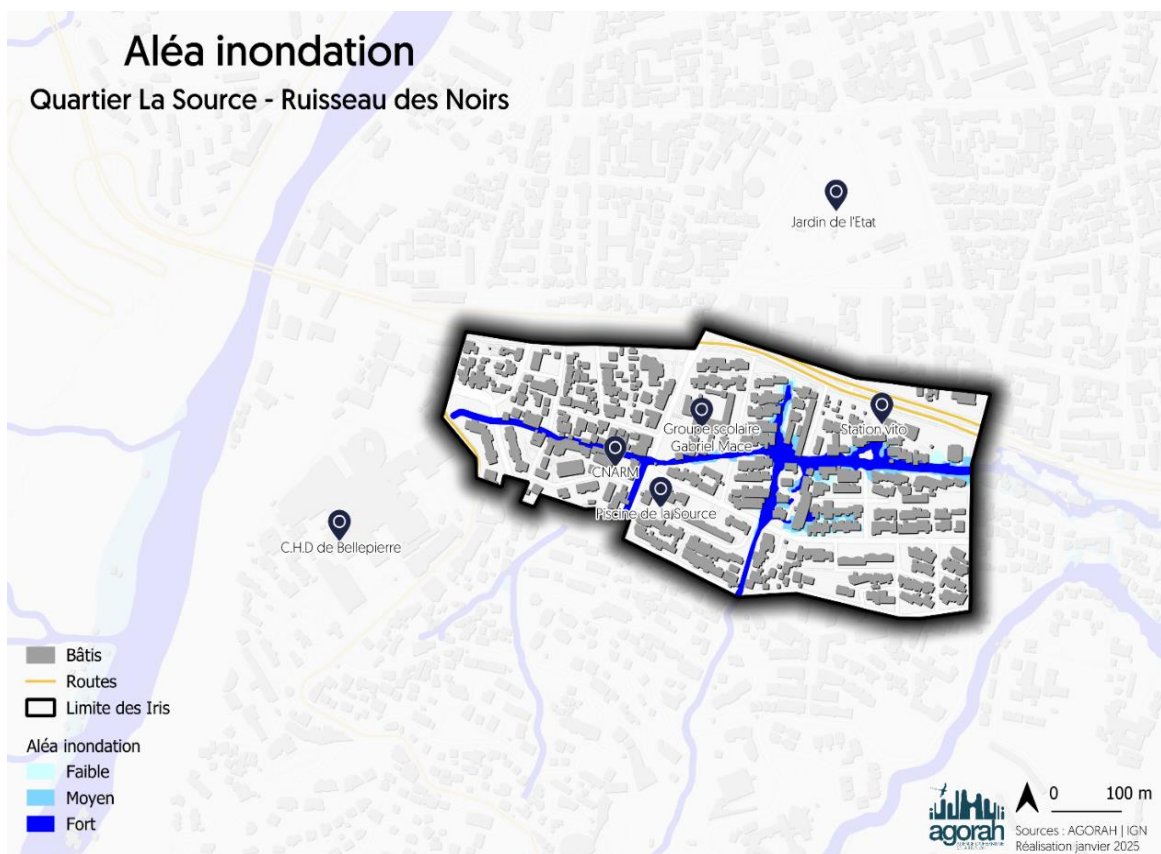 Aléa inondation
Quartier La Source - Ruisseau des Noirs
Jardin de l'Etat
Groupe scolaire
Gabriel Mace
Station vito
CNARM
Piscine de la Source
C.H.D de Bellepierre
Bâtis
Routes
Limite des Iris
Aléa inondation
Faible
Moyen
Fort
agorah
0 100 m
Sources : AGORAH | IGN
Réalisation janvier 2025